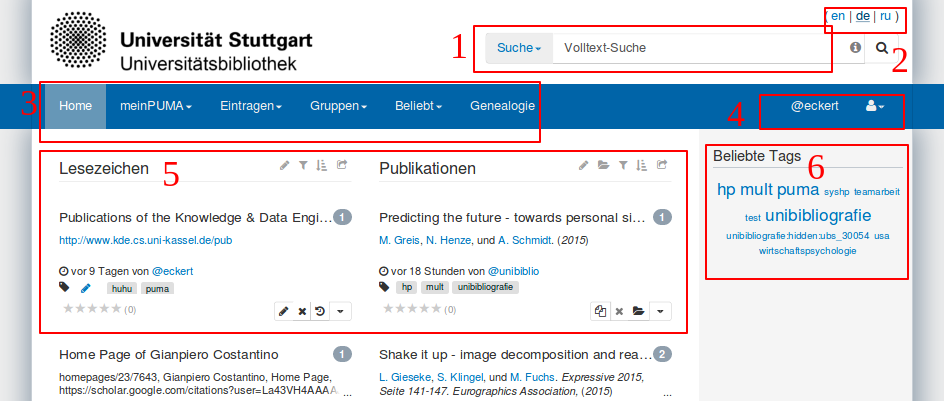 ( en | de | ru )
Universität Stuttgart
Universitätsbibliothek
1
Suche
Volltext-Suche
2
3
Home
meinPUMA
Eintragen
Gruppen
Beliebt
Genealogie
4
@eckert
Lesezeichen
5
Publikationen
Beliebte Tags
6
Publications of the Knowledge & Data Engi...
1
http://www.kde.cs.uni-kassel.de/pub
vor 9 Tagen von @eckert
huhu
puma
(0)
Predicting the future - towards personal si...
1
M. Greis, N. Henze, und A. Schmidt. (2015)
vor 18 Stunden von @unibiblio
hp
mult
unibibliografie
(0)
hp mult puma syshp teamarbeit
test unibibliografie
unibibliografie:hidden:ubs_30054 usa
wirtschaftspsychologie
Home Page of Gianpiero Costantino
1
homepages/23/7643, Gianpiero Costantino, Home Page,
https://scholar.google.com/citations?user=La43VH4AAAA ...
Shake it up - image decomposition and rea...
2
L. Gieseke, S. Klingel, und M. Fuchs. Expressive 2015,
Seite 141-147. Eurographics Association, (2015) ...